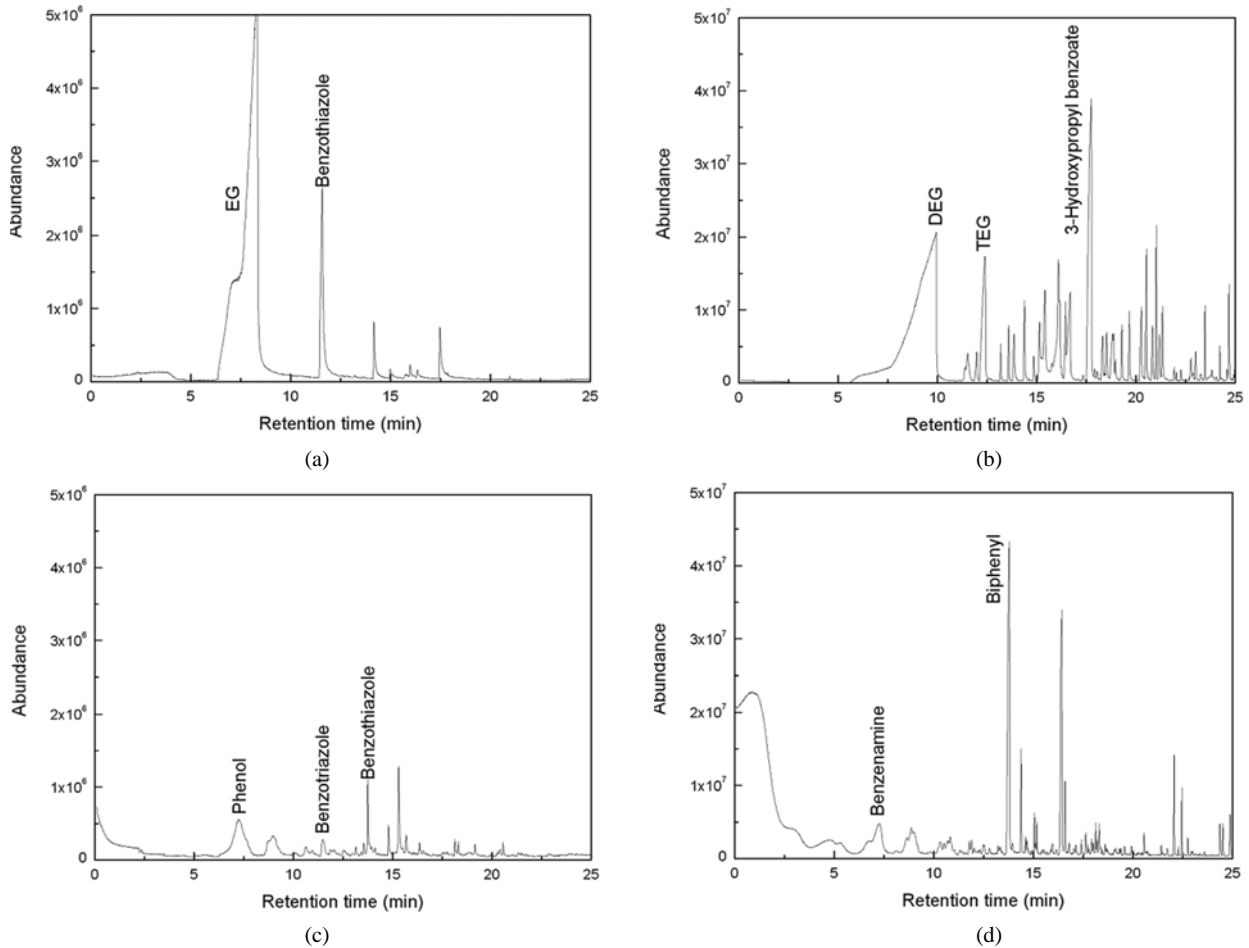 5x10⁶
4x10⁶
3x10⁶
2x10⁶
1x10⁶
0
Abundance
EG
Benzothiazole
0 5 10 15 20 25
Retention time (min)
(a)
5x10⁷
4x10⁷
3x10⁷
2x10⁷
1x10⁷
0
Abundance
DEG
TEG
3-Hydroxypropyl benzoate
0 5 10 15 20 25
Retention time (min)
(b)
5x10⁶
4x10⁶
3x10⁶
2x10⁶
1x10⁶
0
Abundance
Phenol
Benzotriazole
Benzothiazole
0 5 10 15 20 25
Retention time (min)
(c)
5x10⁷
4x10⁷
3x10⁷
2x10⁷
1x10⁷
0
Abundance
Benzenamine
Biphenyl
0 5 10 15 20 25
Retention time (min)
(d)